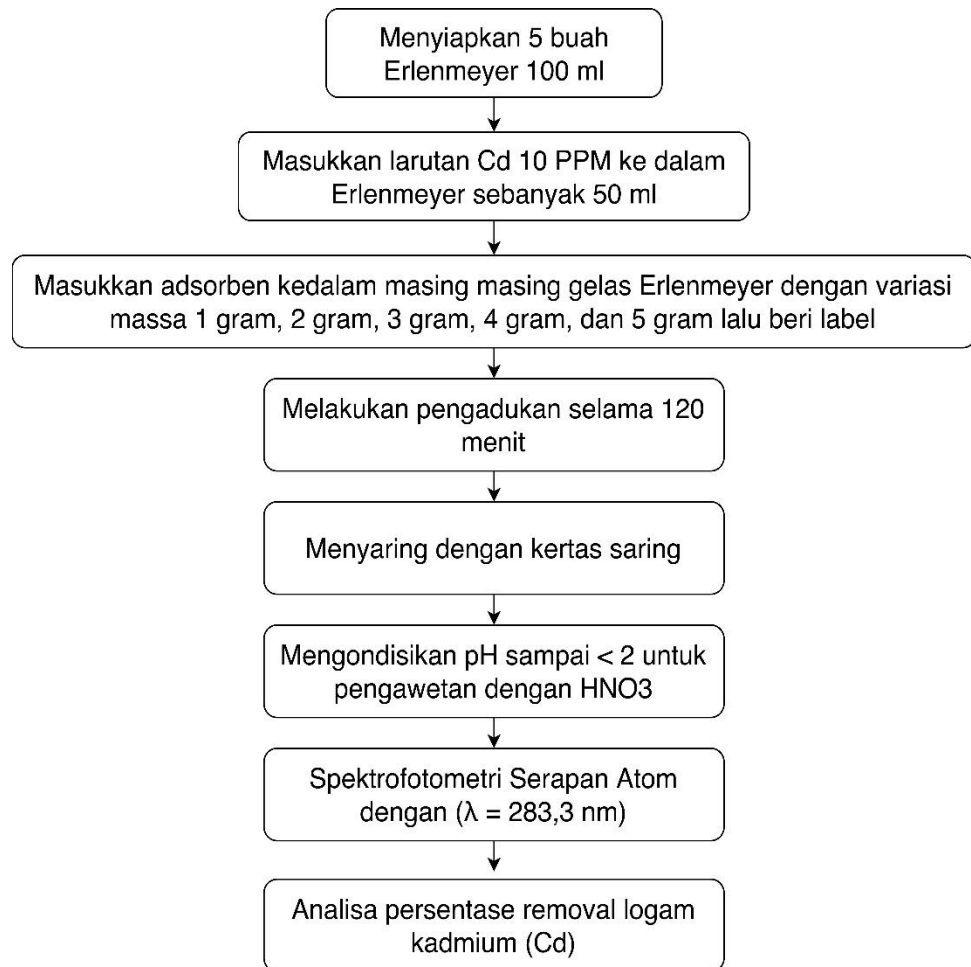 Menyiapkan 5 buah
Erlenmeyer 100 ml
Masukkan larutan Cd 10 PPM ke dalam
Erlenmeyer sebanyak 50 ml
Masukkan adsorben kedalam masing masing gelas Erlenmeyer dengan variasi
massa 1 gram, 2 gram, 3 gram, 4 gram, dan 5 gram lalu beri label
Melakukan pengadukan selama 120
menit
Menyaring dengan kertas saring
Mengondisikan pH sampai < 2 untuk
pengawetan dengan HNO3
Spektrofotometri Serapan Atom
dengan (λ = 283,3 nm)
Analisa persentase removal logam
kadmium (Cd)